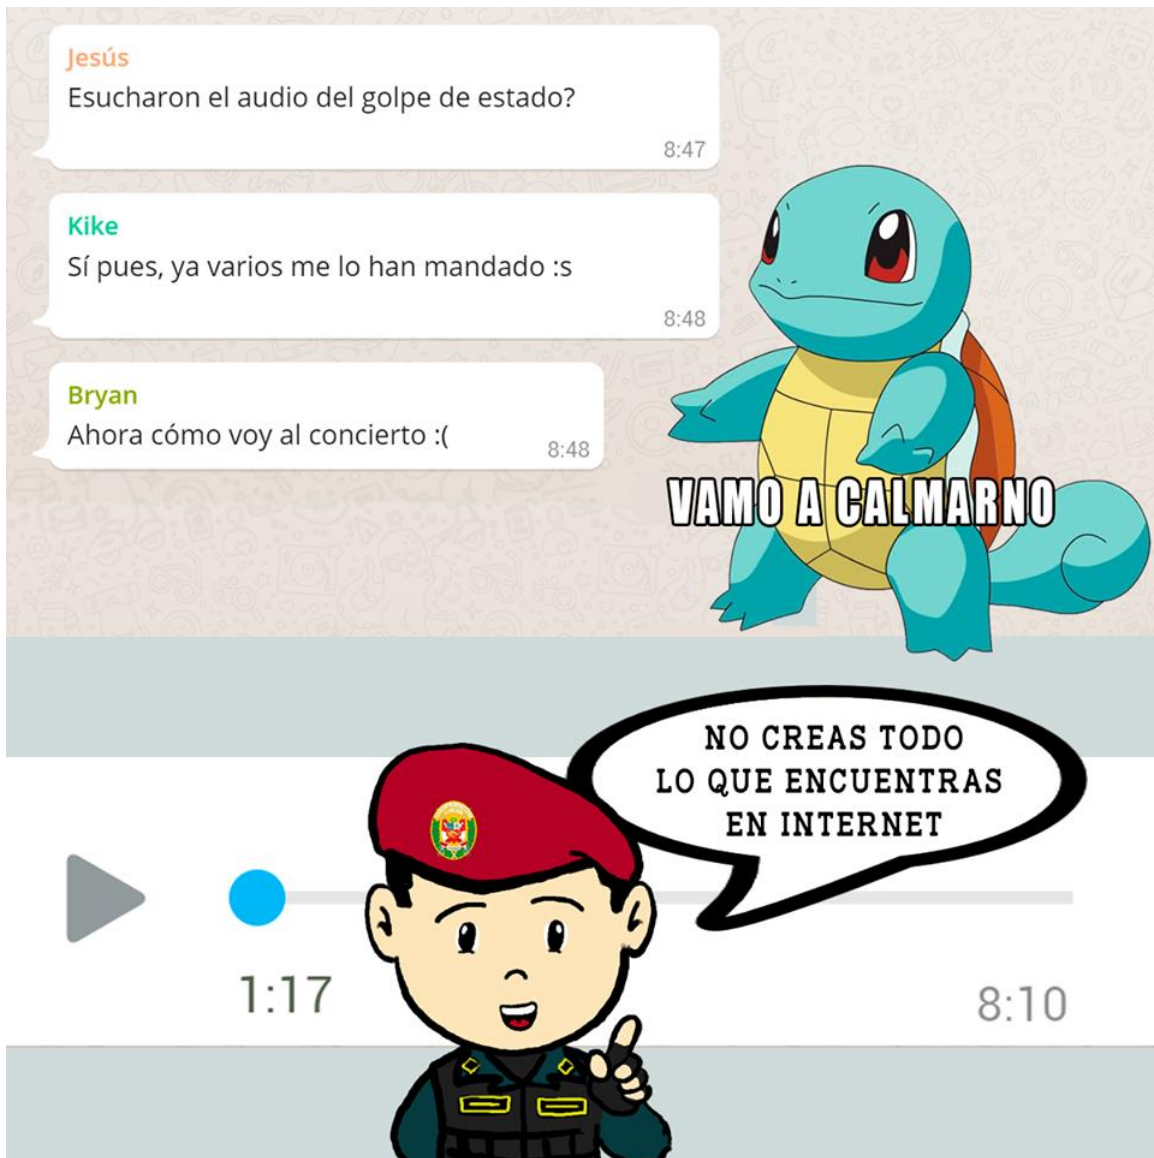 Jesús
Esucharon el audio del golpe de estado?
8:47
Kike
Sí pues, ya varios me lo han mandado :s
8:48
Bryan
Ahora cómo voy al concierto :(
8:48
VAMO A CALMARNO
NO CREAS TODO
LO QUE ENCUENTRAS
EN INTERNET
1:17
8:10